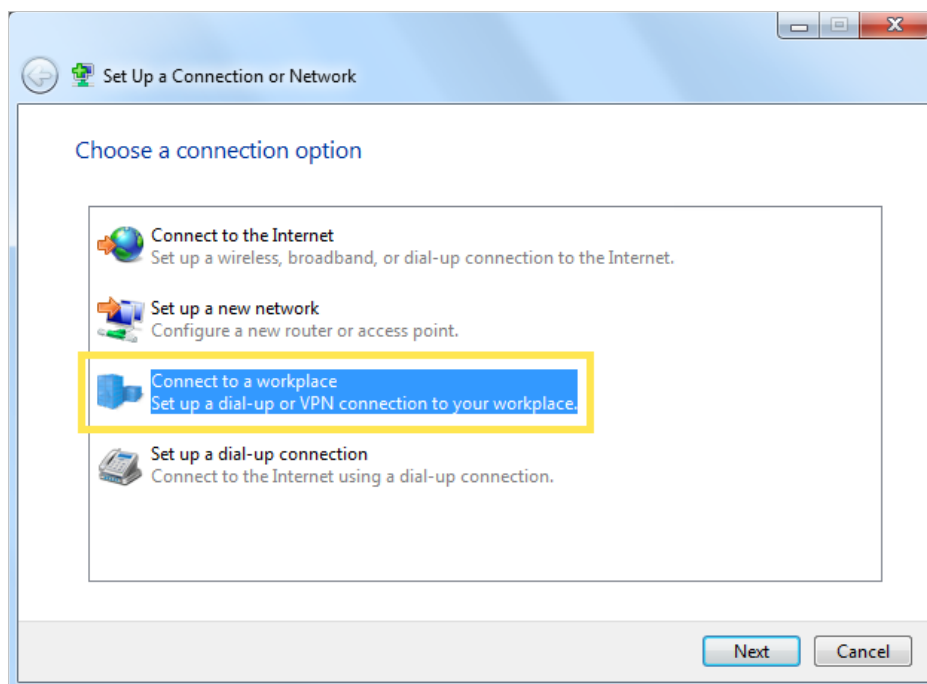 Set Up a Connection or Network
Choose a connection option
Connect to the Internet
Set up a wireless, broadband, or dial-up connection to the Internet.
Set up a new network
Configure a new router or access point.
Connect to a workplace
Set up a dial-up or VPN connection to your workplace.
Set up a dial-up connection
Connect to the Internet using a dial-up connection.
Next
Cancel